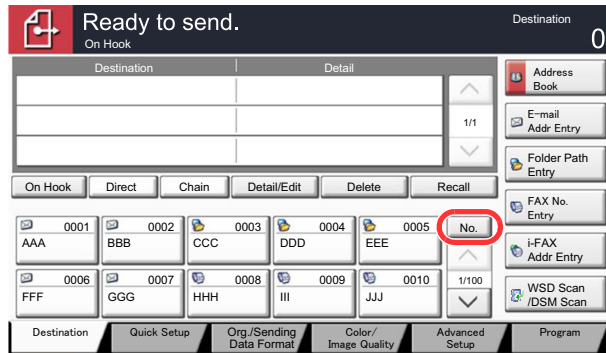 Ready to send.
Destination
On Hook
0
Destination Detail
1/1
Address
Book
E-mail
Addr Entry
Folder Path
Entry
FAX No.
Entry
i-FAX
Addr Entry
WSD Scan
/DSM Scan
On Hook Direct Chain Detail/Edit Delete Recall
0001 0002 0003 0004 0005 No.
AAA BBB CCC DDD EEE
0006 0007 0008 0009 0010 1/100
FFF GGG HHH III JJJ
Destination Quick Setup Org./Sending
Data Format Color/
Image Quality Advanced
Setup Program